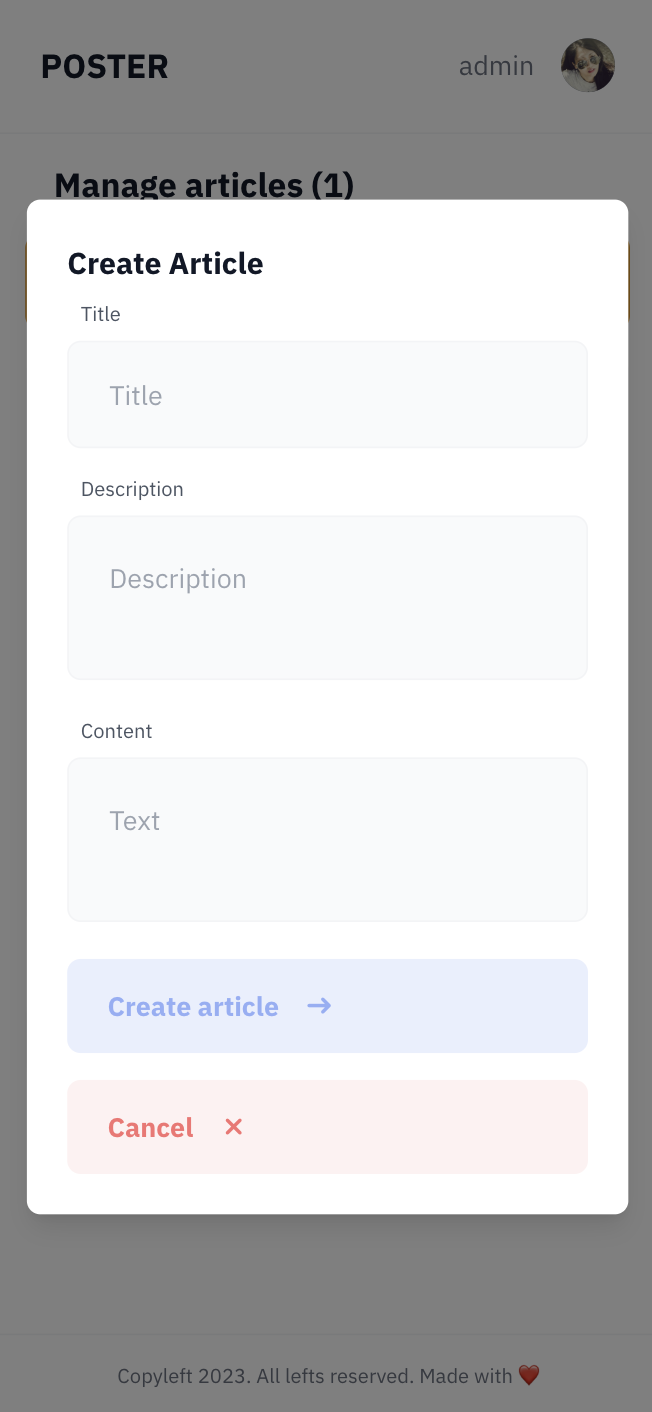 POSTER
admin
Manage articles (1)
Create Article
Title
Title
Description
Description
Content
Text
Create article →
Cancel ✕
Copyleft 2023. All lefts reserved. Made with ❤️